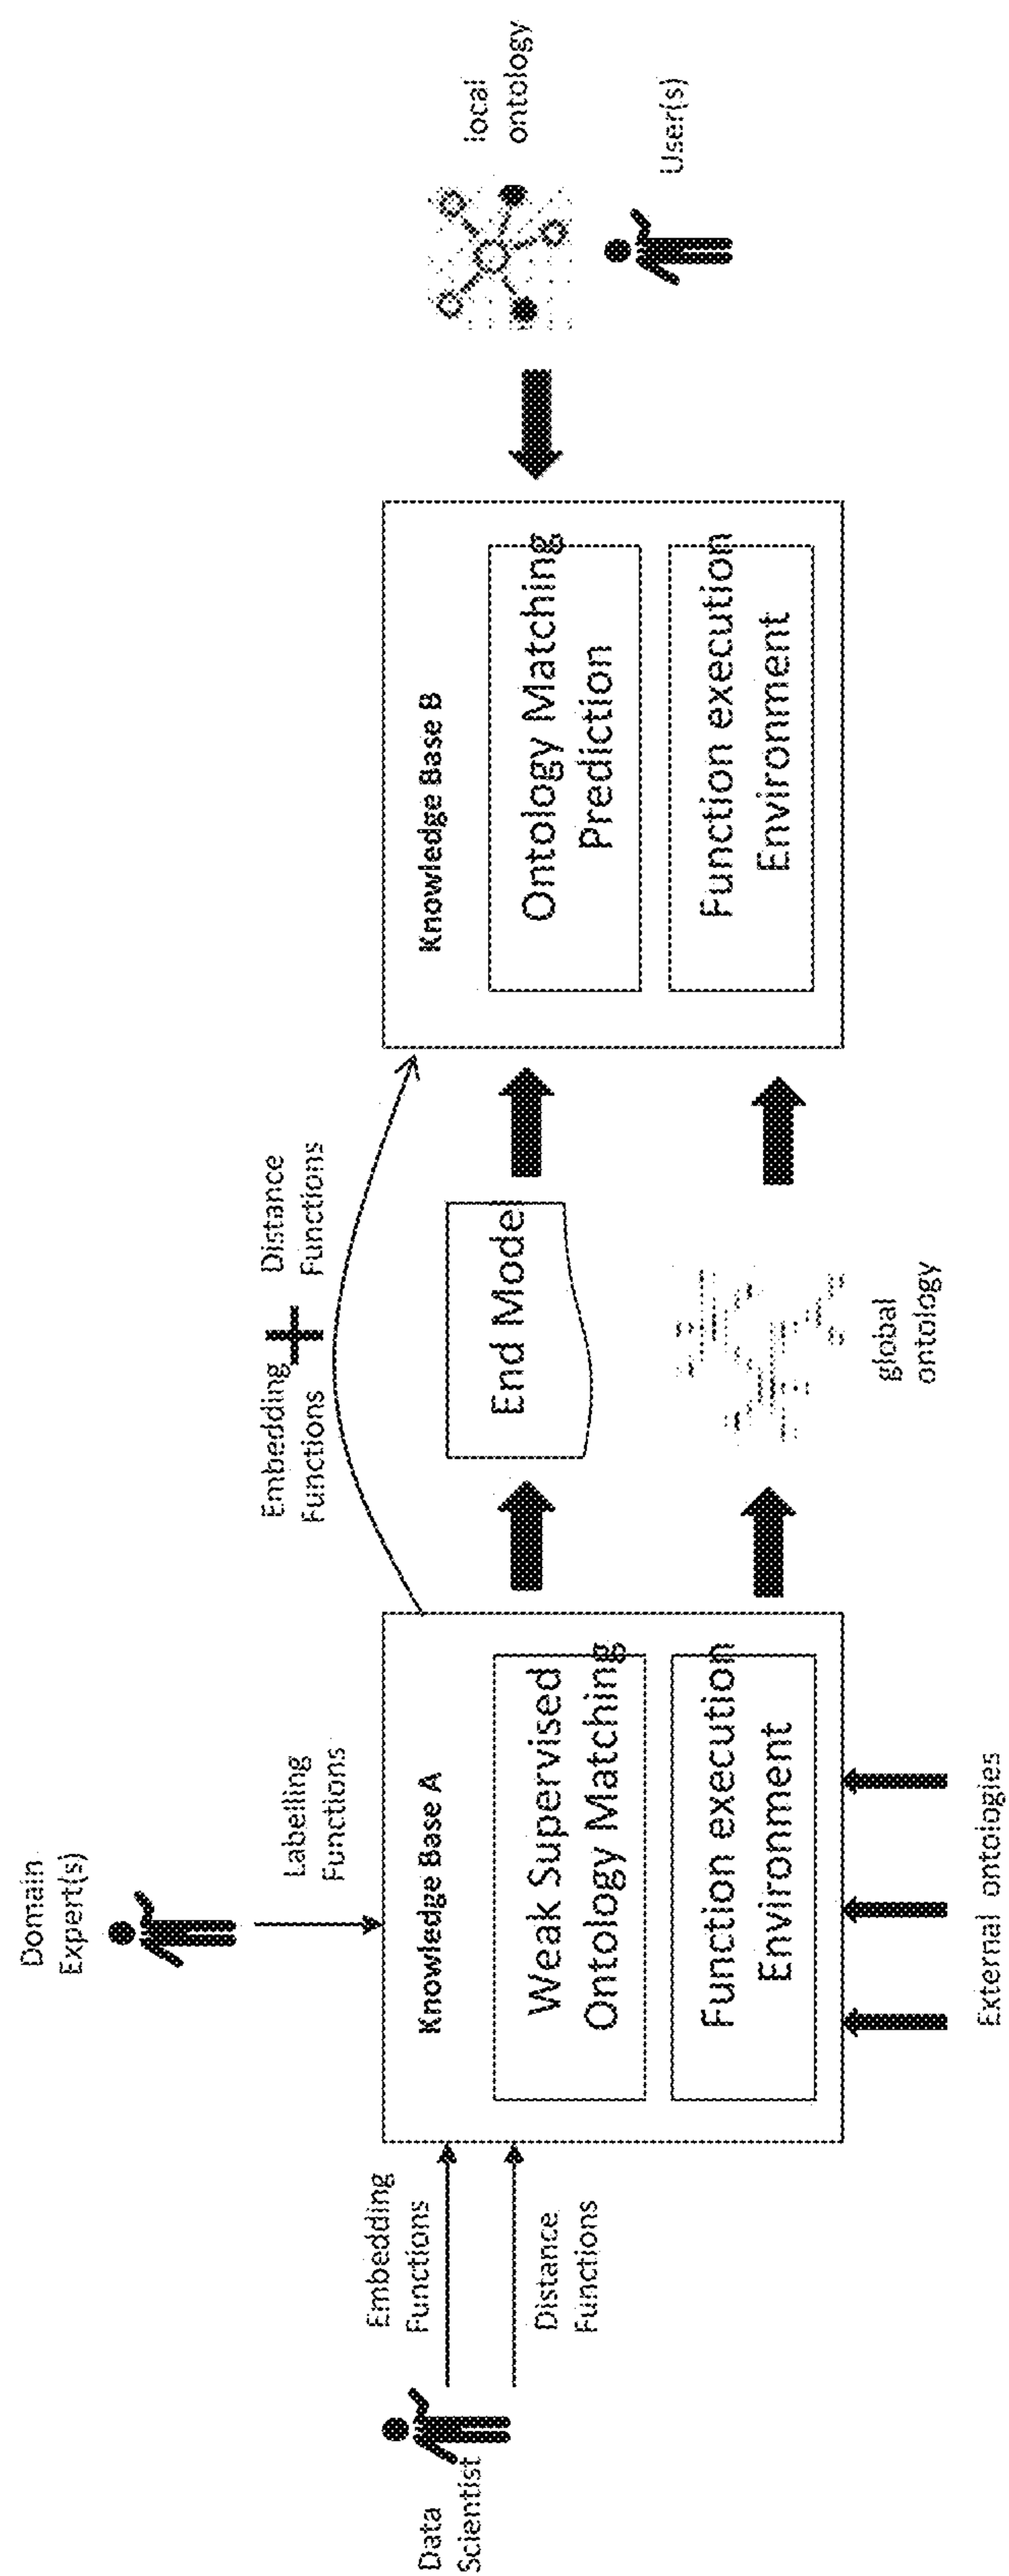 Domain
Expert(s)
Labelling
Functions
Data
Scientist
Embedding
Functions
Distance
Functions
Knowledge Base A
Weak Supervised
Ontology Matching
Function execution
Environment
External ontologies
Embedding
Functions
+
Distance
Functions
End Model
global
ontology
Knowledge Base B
Ontology Matching
Prediction
Function execution
Environment
local
ontology
User(s)